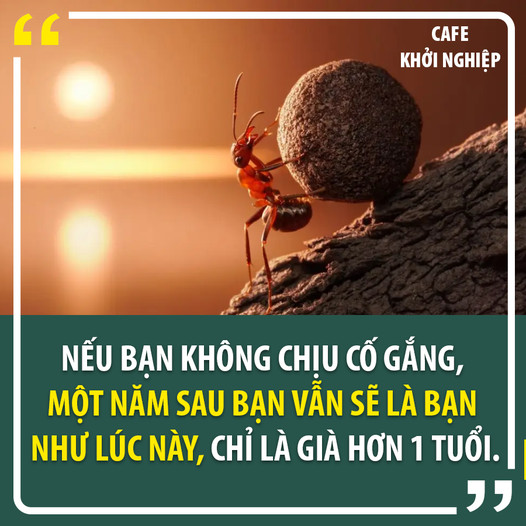 CAFE
KHỞI NGHIỆP
NẾU BẠN KHÔNG CHỊU CỐ GẮNG,
MỘT NĂM SAU BẠN VẪN SẼ LÀ BẠN
NHƯ LÚC NÀY, CHỈ LÀ GIÀ HƠN 1 TUỔI.